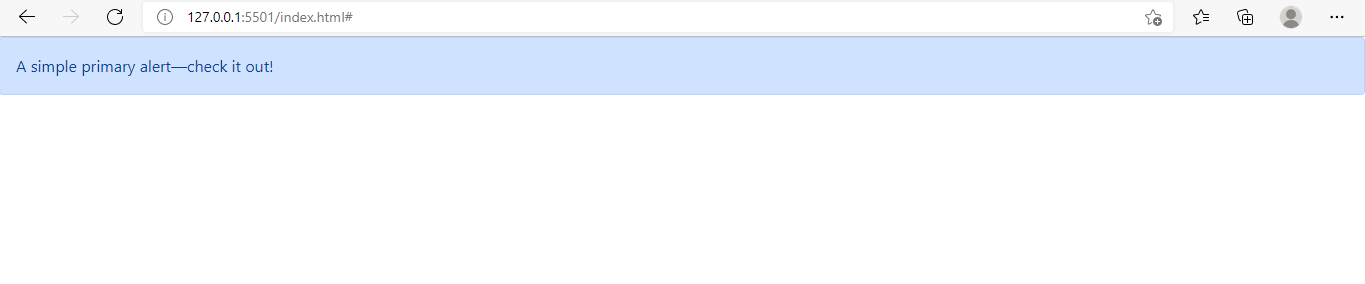 127.0.0.1:5501/index.html#
A simple primary alert—check it out!